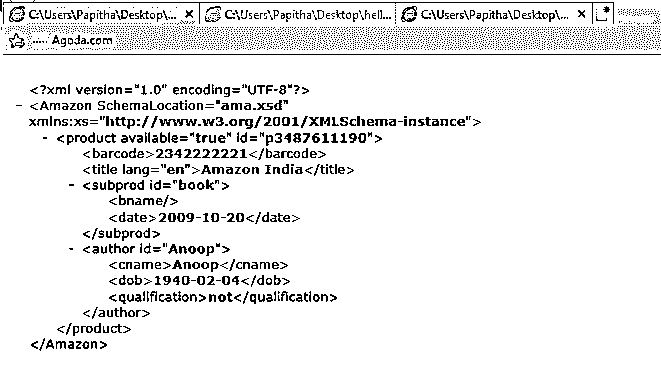 C:\Users\Papitha\Desktop\... × C:\Users\Papitha\Desktop\hell... C:\Users\Papitha\Desktop\... ×
..... Agoda.com
<?xml version="1.0" encoding="UTF-8"?>
- <Amazon SchemaLocation="ama.xsd"
xmlns:xs="http://www.w3.org/2001/XMLSchema-instance">
- <product available="true" id="p3487611190">
<barcode>2342222221</barcode>
<title lang="en">Amazon India</title>
- <subprod id="book">
<bname/>
<date>2009-10-20</date>
</subprod>
- <author id="Anoop">
<cname>Anoop</cname>
<dob>1940-02-04</dob>
<qualification>not</qualification>
</author>
</product>
</Amazon>